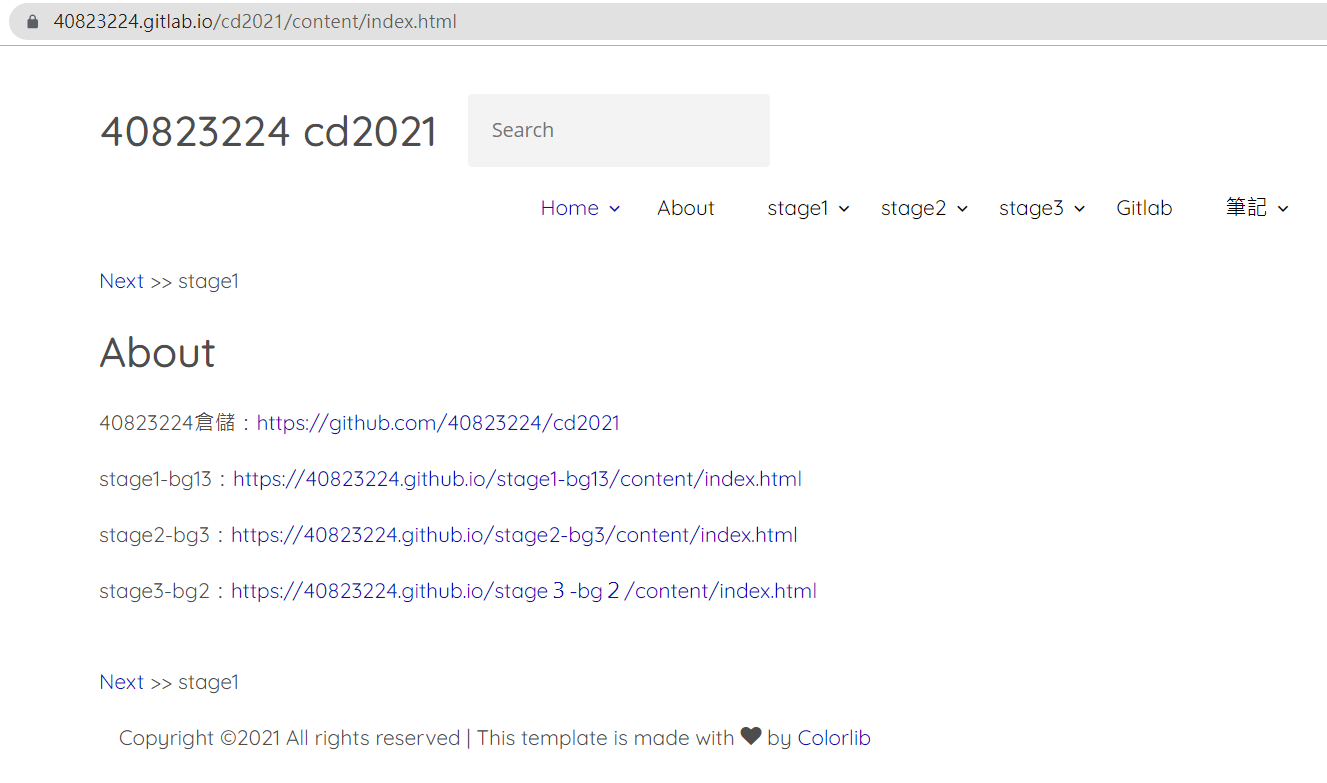 40823224.gitlab.io/cd2021/content/index.html
40823224 cd2021
Search
Home About stage1 stage2 stage3 Gitlab 筆記
Next >> stage1
About
40823224倉儲：https://github.com/40823224/cd2021
stage1-bg13：https://40823224.github.io/stage1-bg13/content/index.html
stage2-bg3：https://40823224.github.io/stage2-bg3/content/index.html
stage3-bg2：https://40823224.github.io/stage３-bg２/content/index.html
Next >> stage1
Copyright ©2021 All rights reserved | This template is made with ♥ by Colorlib